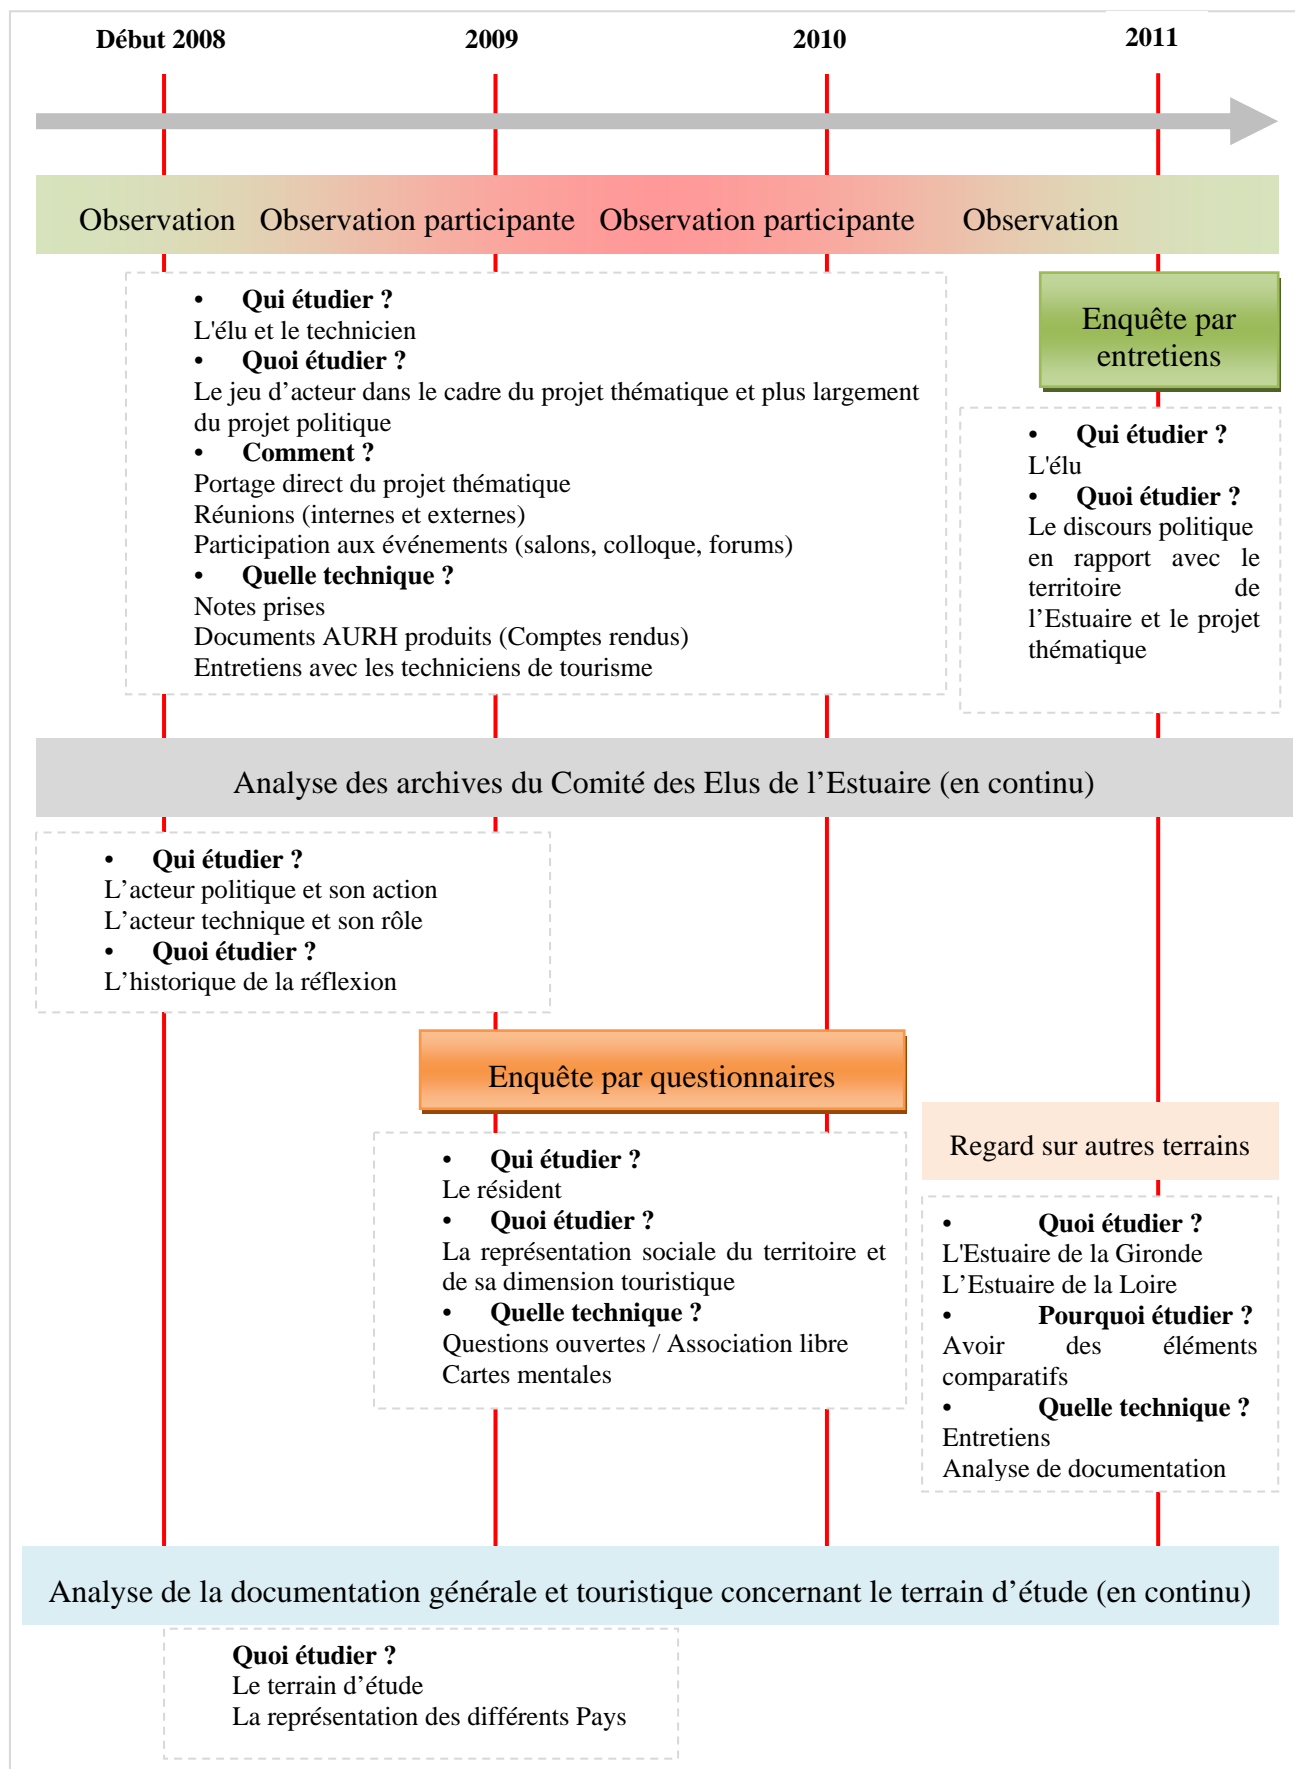 Début 2008
2009
2010
2011
Observation
Observation participante
Observation participante
Observation
• Qui étudier ?
L'élu et le technicien
• Quoi étudier ?
Le jeu d’acteur dans le cadre du projet thématique et plus largement
du projet politique
• Comment ?
Portage direct du projet thématique
Réunions (internes et externes)
Participation aux événements (salons, colloque, forums)
• Quelle technique ?
Notes prises
Documents AURH produits (Comptes rendus)
Entretiens avec les techniciens de tourisme
Enquête par
entretiens
• Qui étudier ?
L'élu
• Quoi étudier ?
Le discours politique
en rapport avec le
territoire de
l’Estuaire et le projet
thématique
Analyse des archives du Comité des Elus de l’Estuaire (en continu)
• Qui étudier ?
L’acteur politique et son action
L’acteur technique et son rôle
• Quoi étudier ?
L’historique de la réflexion
Enquête par questionnaires
• Qui étudier ?
Le résident
• Quoi étudier ?
La représentation sociale du territoire et
de sa dimension touristique
• Quelle technique ?
Questions ouvertes / Association libre
Cartes mentales
Regard sur autres terrains
• Quoi étudier ?
L'Estuaire de la Gironde
L’Estuaire de la Loire
• Pourquoi étudier ?
Avoir des éléments
comparatifs
• Quelle technique ?
Entretiens
Analyse de documentation
Analyse de la documentation générale et touristique concernant le terrain d’étude (en continu)
Quoi étudier ?
Le terrain d’étude
La représentation des différents Pays